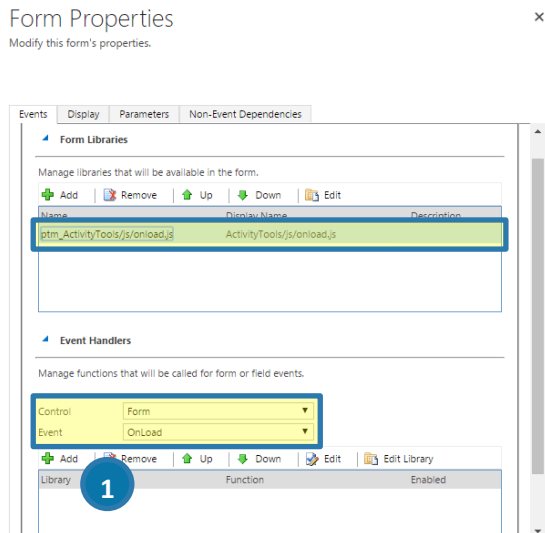 Form Properties
Modify this form's properties.
Events Display Parameters Non-Event Dependencies
Form Libraries
Manage libraries that will be available in the form.
Add Remove Up Down Edit
Name Display Name Description
ptm_ActivityTools/js/onload.js ActivityTools/js/onload.js
Event Handlers
Manage functions that will be called for form or field events.
Control Form
Event OnLoad
Add Remove Up Down Edit Edit Library
Library Function Enabled
1